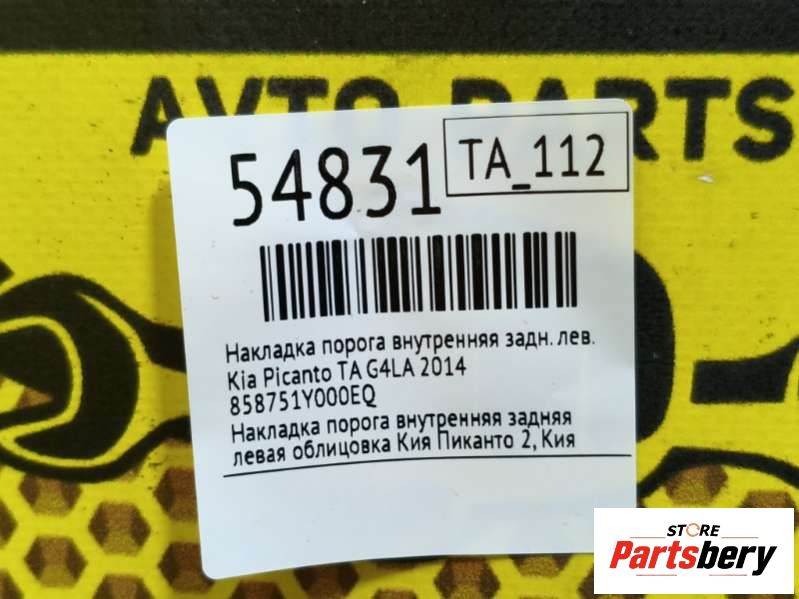 AVTO PARTS
54831
TA_112
Накладка порога внутренняя задн. лев.
Kia Picanto TA G4LA 2014
858751Y000EQ
Накладка порога внутренняя задняя
левая облицовка Кия Пиканто 2, Кия
STORE
Partsbery